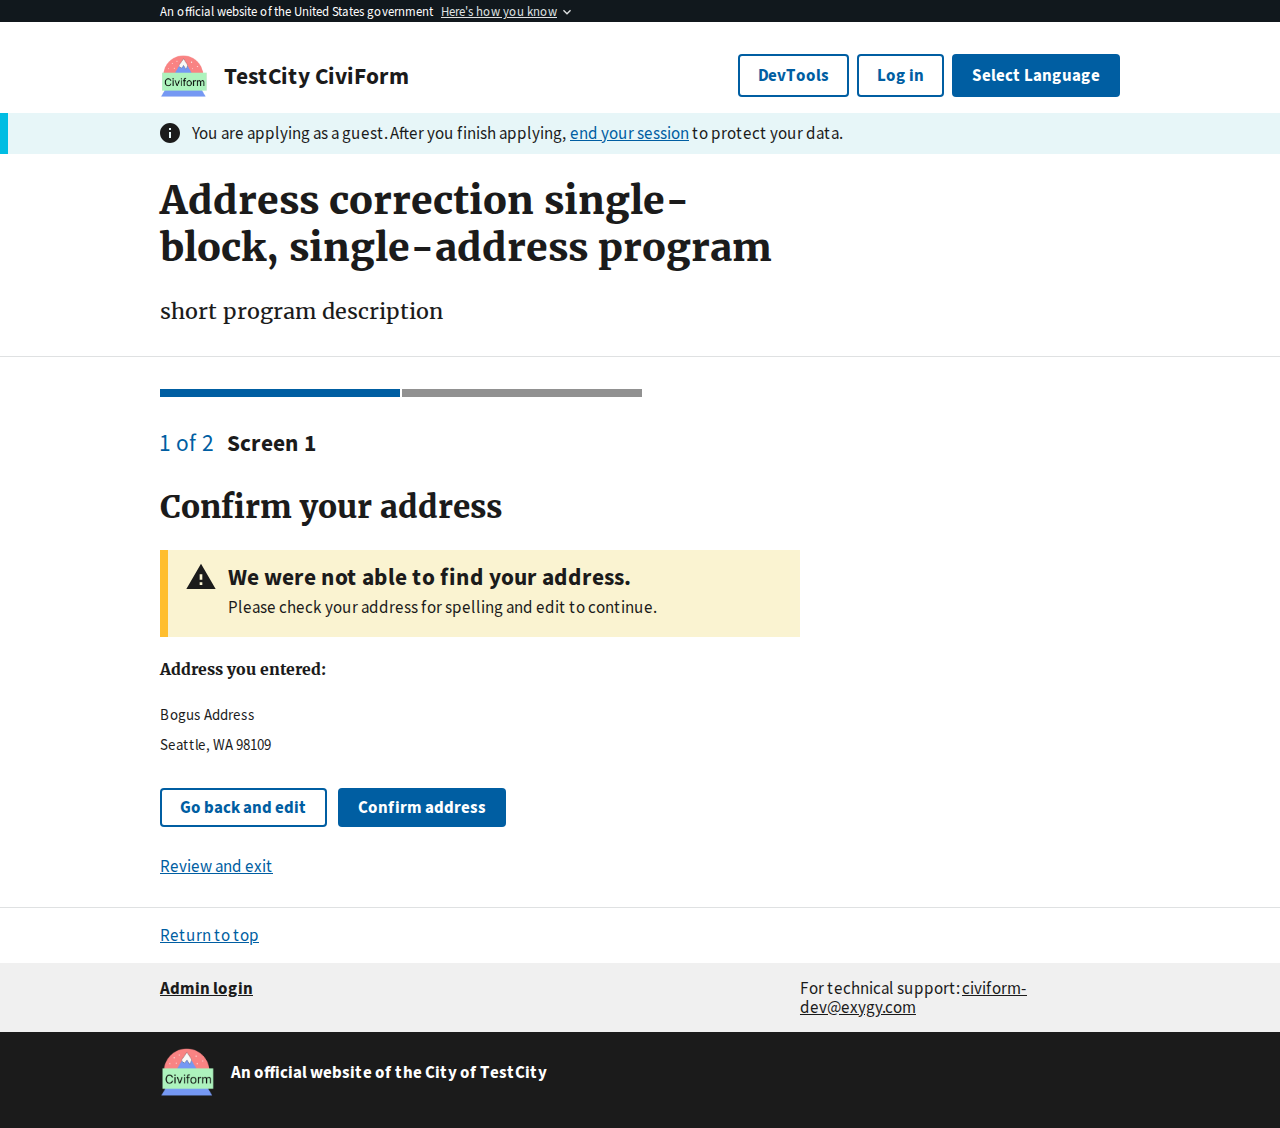 An official website of the United States government Here's how you know
Civiform
TestCity CiviForm
DevTools
Log in
Select Language
You are applying as a guest. After you finish applying, end your session to protect your data.
Address correction single-
block, single-address program
short program description
1 of 2 Screen 1
Confirm your address
We were not able to find your address.
Please check your address for spelling and edit to continue.
Address you entered:
Bogus Address
Seattle, WA 98109
Go back and edit
Confirm address
Review and exit
Return to top
Admin login
For technical support: civiform-
dev@exygy.com
Civiform
An official website of the City of TestCity